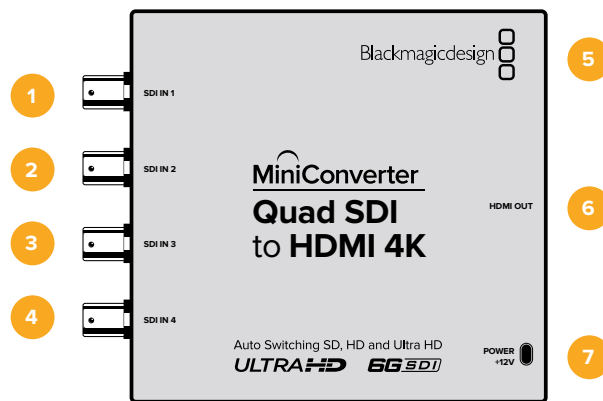 Blackmagicdesign
5
1
SDI IN 1
2
SDI IN 2
MiniConverter
Quad SDI
to HDMI 4K
HDMI OUT
6
3
SDI IN 3
4
SDI IN 4
Auto Switching SD, HD and Ultra HD
ULTRAHD 6G SDI
POWER
+12V
7